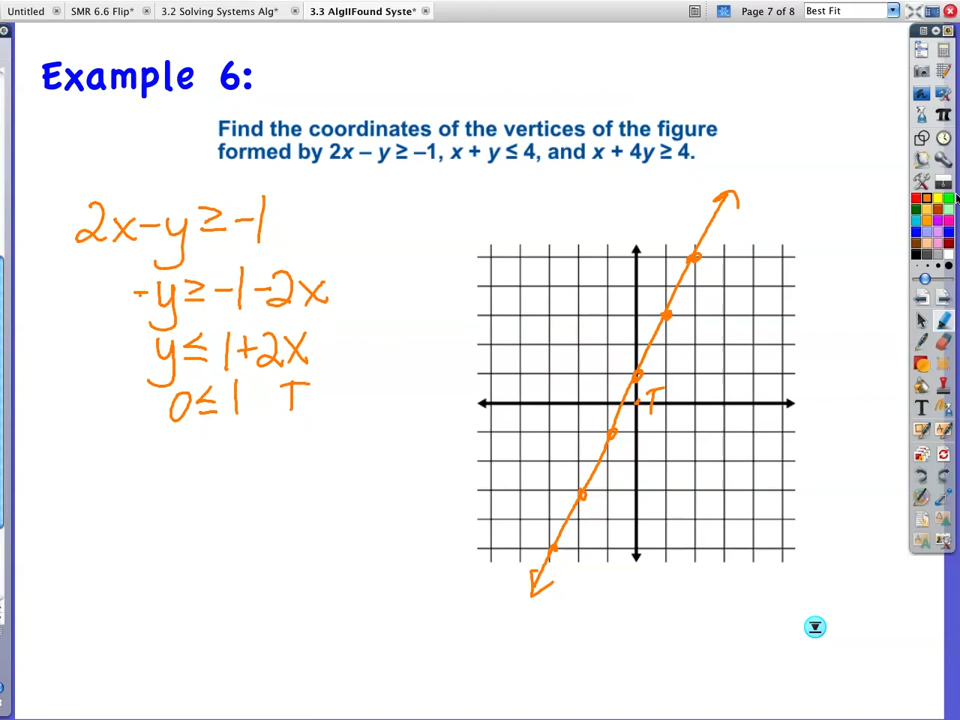 Untitled
SMR 6.6 Flip*
3.2 Solving Systems Alg*
3.3 AlgIIFound Syste*
Page 7 of 8
Best Fit
Example 6:
Find the coordinates of the vertices of the figure
formed by 2x – y ≥ –1, x + y ≤ 4, and x + 4y ≥ 4.
2x-y≥-1
-y≥-1-2x
y≤1+2x
0≤1 T
T